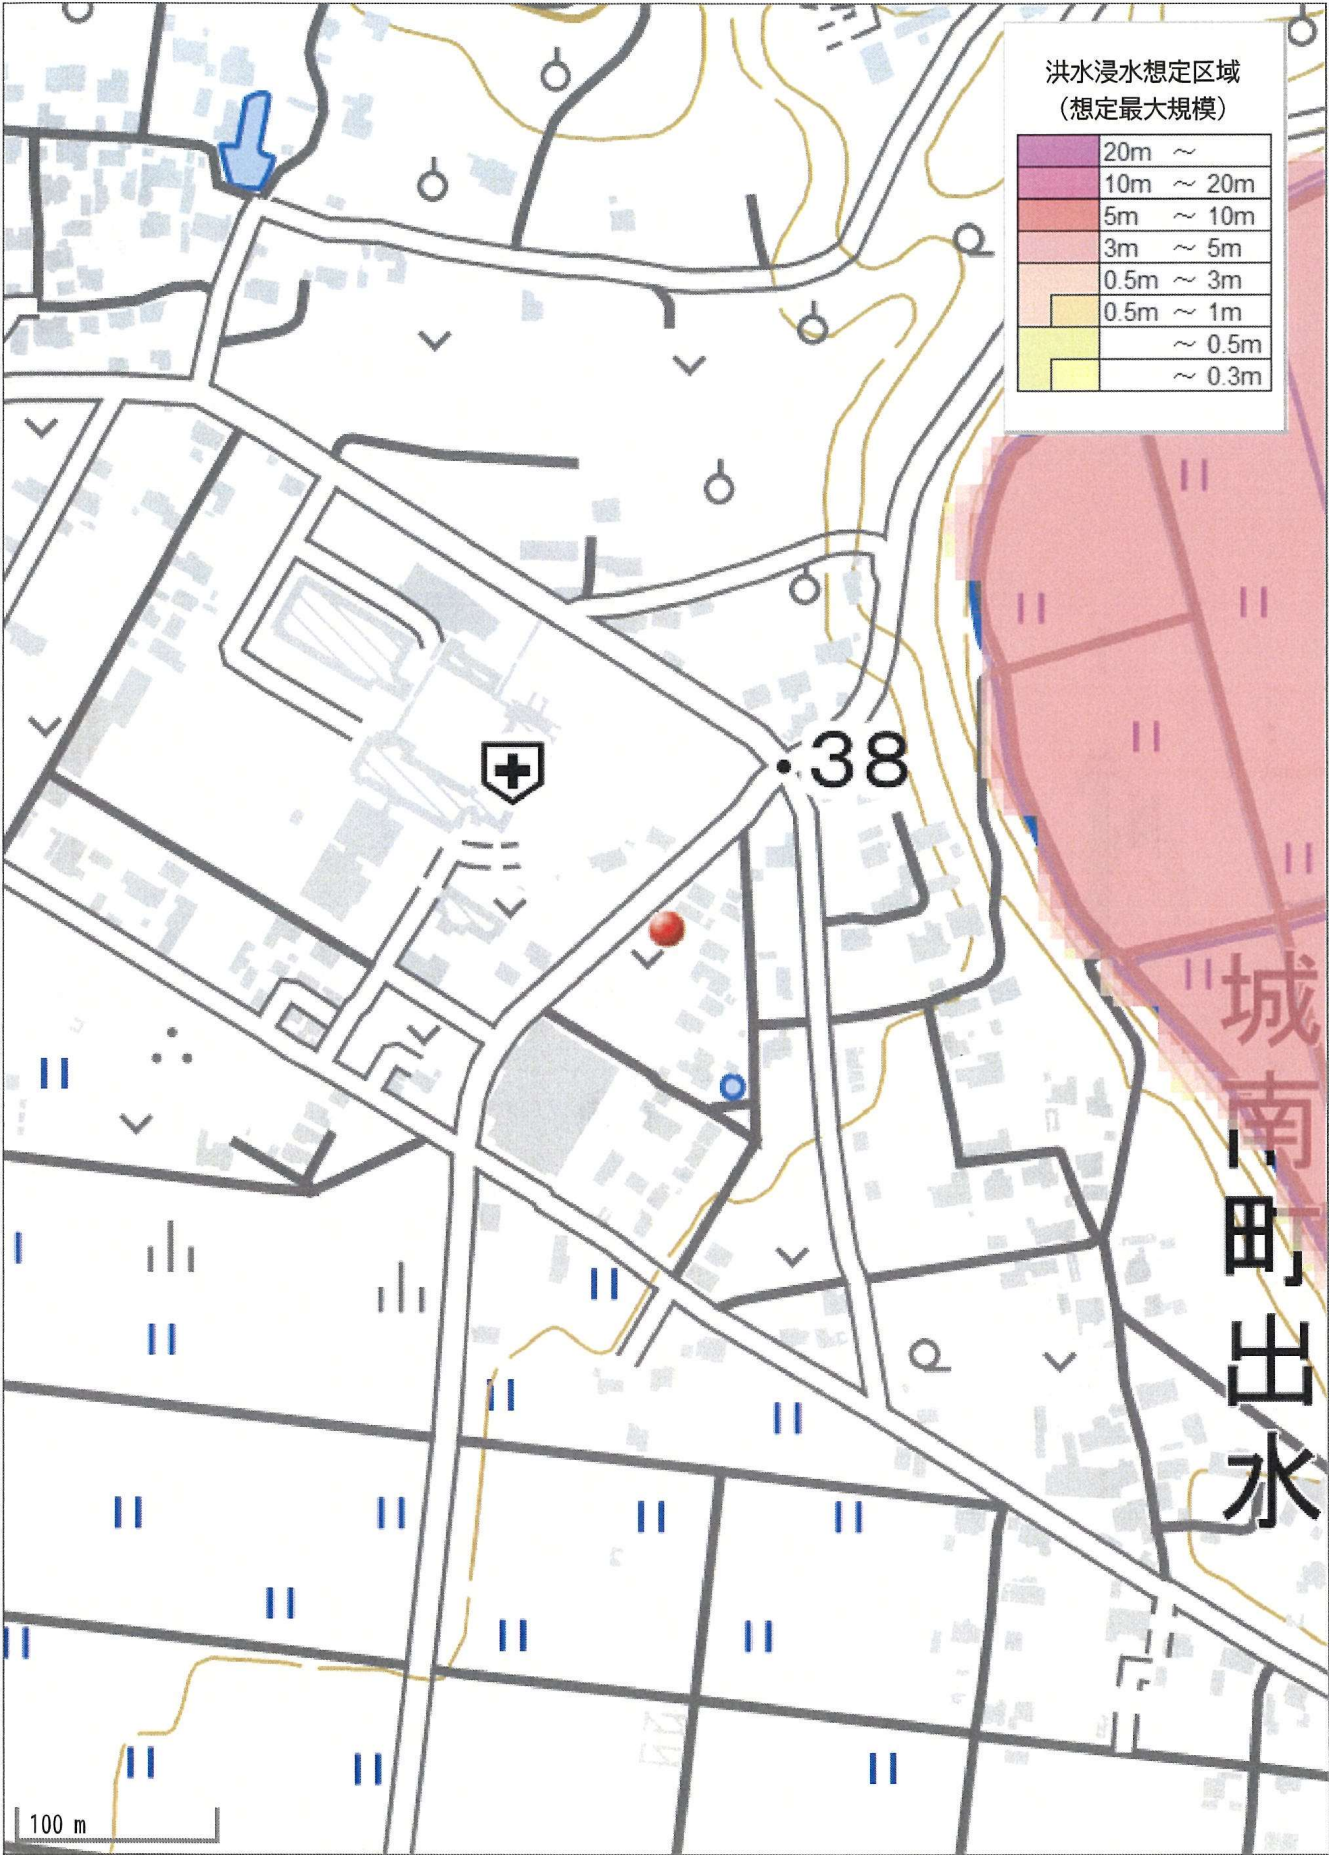 洪水浸水想定区域
（想定最大規模）
20m ～
10m ～ 20m
5m ～ 10m
3m ～ 5m
0.5m ～ 3m
0.5m ～ 1m
～ 0.5m
～ 0.3m
38
城南町出水
100 m